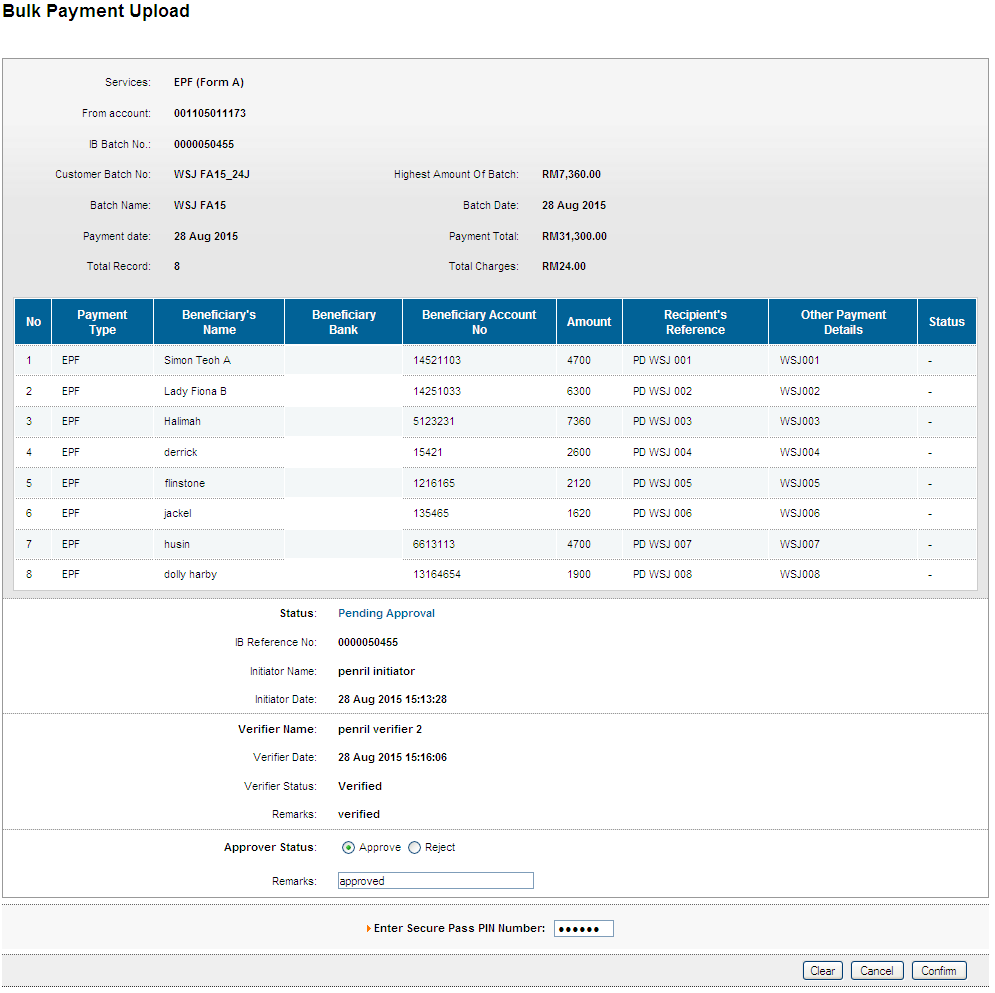 Bulk Payment Upload
Services: EPF (Form A)
From account: 001105011173
IB Batch No.: 0000050455
Customer Batch No: WSJ FA15_24J Highest Amount Of Batch: RM7,360.00
Batch Name: WSJ FA15 Batch Date: 28 Aug 2015
Payment date: 28 Aug 2015 Payment Total: RM31,300.00
Total Record: 8 Total Charges: RM24.00
No Payment Type Beneficiary's Name Beneficiary Bank Beneficiary Account No Amount Recipient's Reference Other Payment Details Status
1 EPF Simon Teoh A 14521103 4700 PD WSJ 001 WSJ001 -
2 EPF Lady Fiona B 14251033 6300 PD WSJ 002 WSJ002 -
3 EPF Halimah 5123231 7360 PD WSJ 003 WSJ003 -
4 EPF derrick 15421 2600 PD WSJ 004 WSJ004 -
5 EPF flinstone 1216165 2120 PD WSJ 005 WSJ005 -
6 EPF jackel 135465 1620 PD WSJ 006 WSJ006 -
7 EPF husin 6613113 4700 PD WSJ 007 WSJ007 -
8 EPF dolly harby 13164654 1900 PD WSJ 008 WSJ008 -
Status: Pending Approval
IB Reference No: 0000050455
Initiator Name: penril initiator
Initiator Date: 28 Aug 2015 15:13:28
Verifier Name: penril verifier 2
Verifier Date: 28 Aug 2015 15:16:06
Verifier Status: Verified
Remarks: verified
Approver Status: Approve Reject
Remarks: approved
Enter Secure Pass PIN Number: ••••••
Clear Cancel Confirm